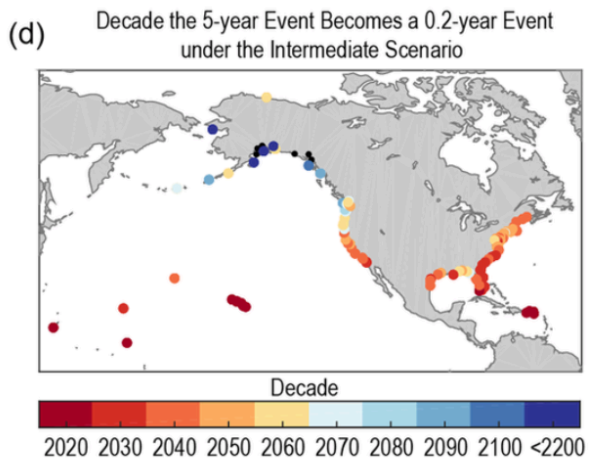 (d)
Decade the 5-year Event Becomes a 0.2-year Event
under the Intermediate Scenario
Decade
2020 2030 2040 2050 2060 2070 2080 2090 2100 <2200